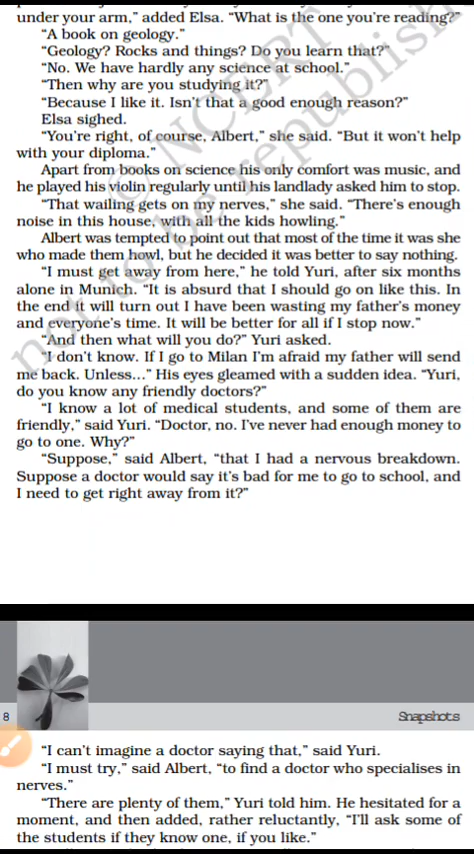 under your arm,” added Elsa. “What is the one you’re reading?”
“A book on geology.”
“Geology? Rocks and things? Do you learn that?”
“No. We have hardly any science at school.”
“Then why are you studying it?”
“Because I like it. Isn’t that a good enough reason?”
Elsa sighed.
“You’re right, of course, Albert,” she said. “But it won’t help
with your diploma.”
Apart from books on science his only comfort was music, and
he played his violin regularly until his landlady asked him to stop.
“That wailing gets on my nerves,” she said. “There’s enough
noise in this house, with all the kids howling.”
Albert was tempted to point out that most of the time it was she
who made them howl, but he decided it was better to say nothing.
“I must get away from here,” he told Yuri, after six months
alone in Munich. “It is absurd that I should go on like this. In
the end it will turn out I have been wasting my father’s money
and everyone’s time. It will be better for all if I stop now.”
“And then what will you do?” Yuri asked.
“I don’t know. If I go to Milan I’m afraid my father will send
me back. Unless...” His eyes gleamed with a sudden idea. “Yuri,
do you know any friendly doctors?”
“I know a lot of medical students, and some of them are
friendly,” said Yuri. “Doctor, no. I’ve never had enough money to
go to one. Why?”
“Suppose,” said Albert, “that I had a nervous breakdown.
Suppose a doctor would say it’s bad for me to go to school, and
I need to get right away from it?”
© NCERT
not to be republish
8
Snapshots
“I can’t imagine a doctor saying that,” said Yuri.
“I must try,” said Albert, “to find a doctor who specialises in
nerves.”
“There are plenty of them,” Yuri told him. He hesitated for a
moment, and then added, rather reluctantly, “I’ll ask some of
the students if they know one, if you like.”